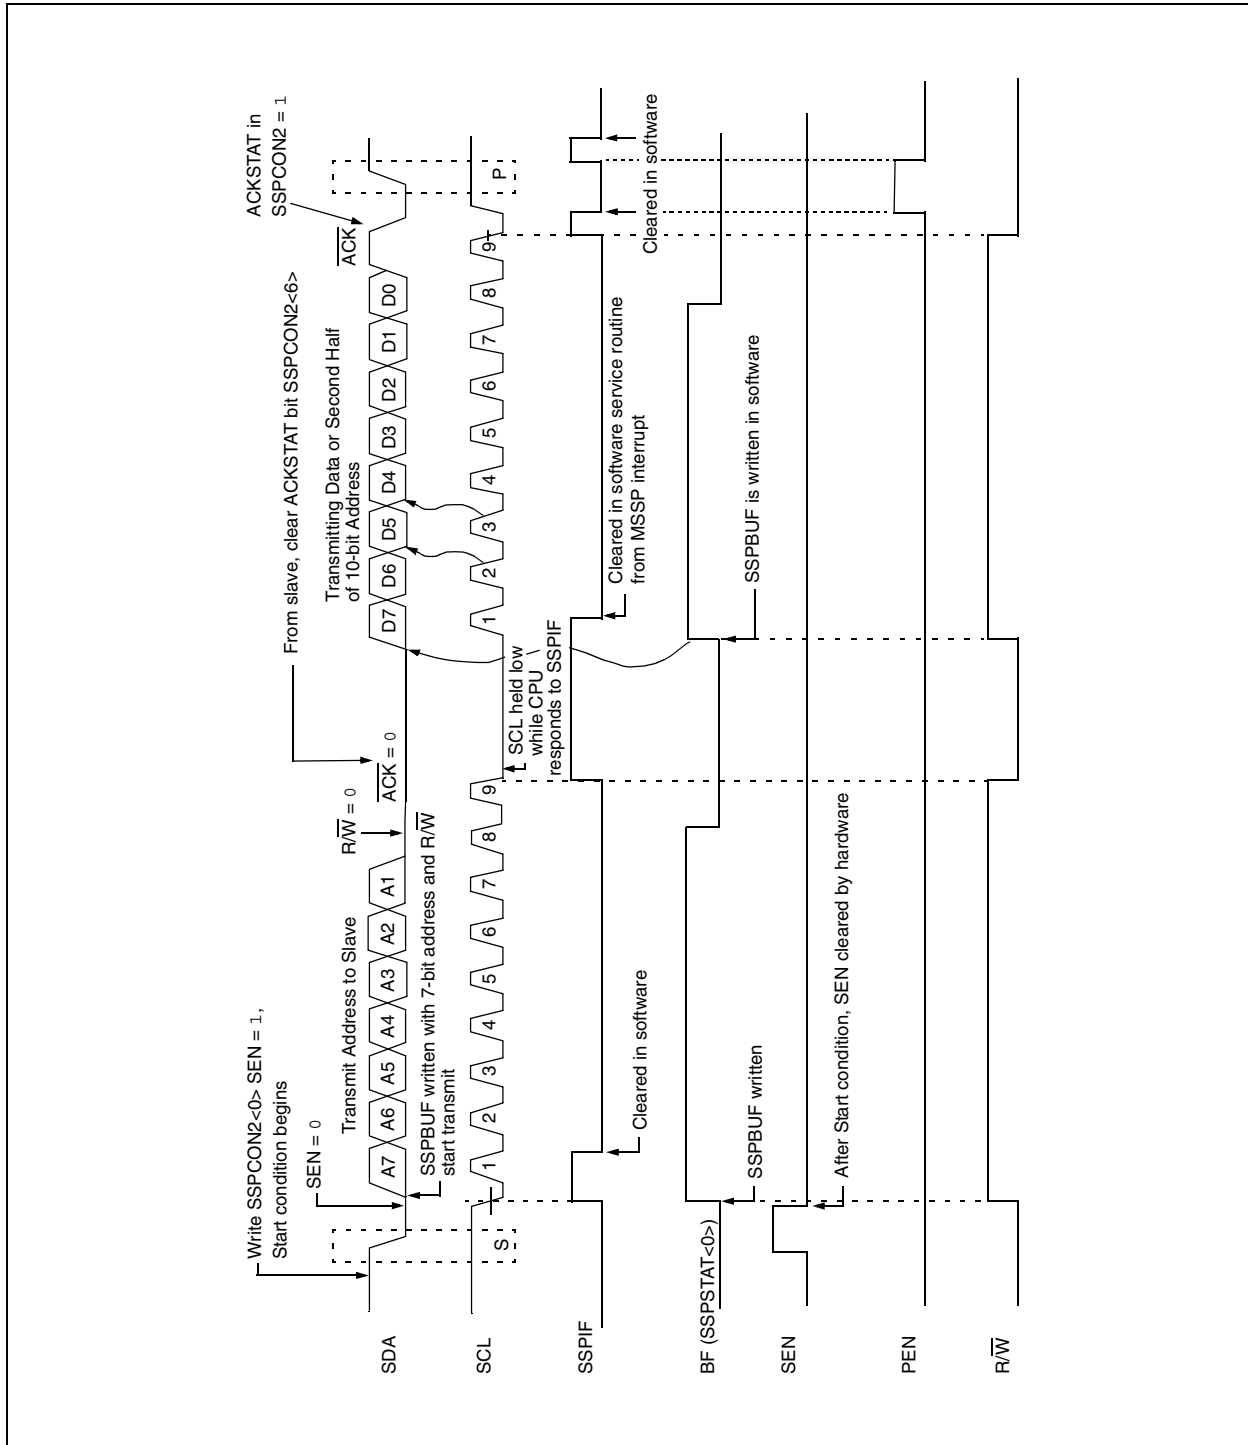 Write SSPCON2<0> SEN = 1,
Start condition begins
From slave, clear ACKSTAT bit SSPCON2<6>
ACKSTAT in
SSPCON2 = 1
SEN = 0
Transmit Address to Slave
R/W̅ = 0
A̅C̅K̅ = 0
Transmitting Data or Second Half
of 10-bit Address
A̅C̅K̅
SDA
A7 A6 A5 A4 A3 A2 A1
D7 D6 D5 D4 D3 D2 D1 D0
SSPBUF written with 7-bit address and R/W̅
start transmit
SCL
S
1 2 3 4 5 6 7 8 9
1 2 3 4 5 6 7 8 9
P
SCL held low
while CPU
responds to SSPIF
SSPIF
Cleared in software
Cleared in software service routine
from MSSP interrupt
Cleared in software
BF (SSPSTAT<0>)
SSPBUF written
SSPBUF is written in software
SEN
After Start condition, SEN cleared by hardware
PEN
R/W̅